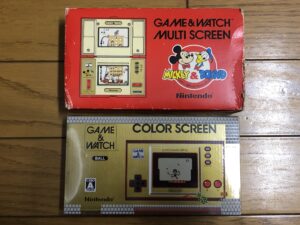 GAME&WATCH
MULTI SCREEN
MICKEY & DONALD
Nintendo
GAME
&
WATCH
COLOR SCREEN
BALL
Nintendo